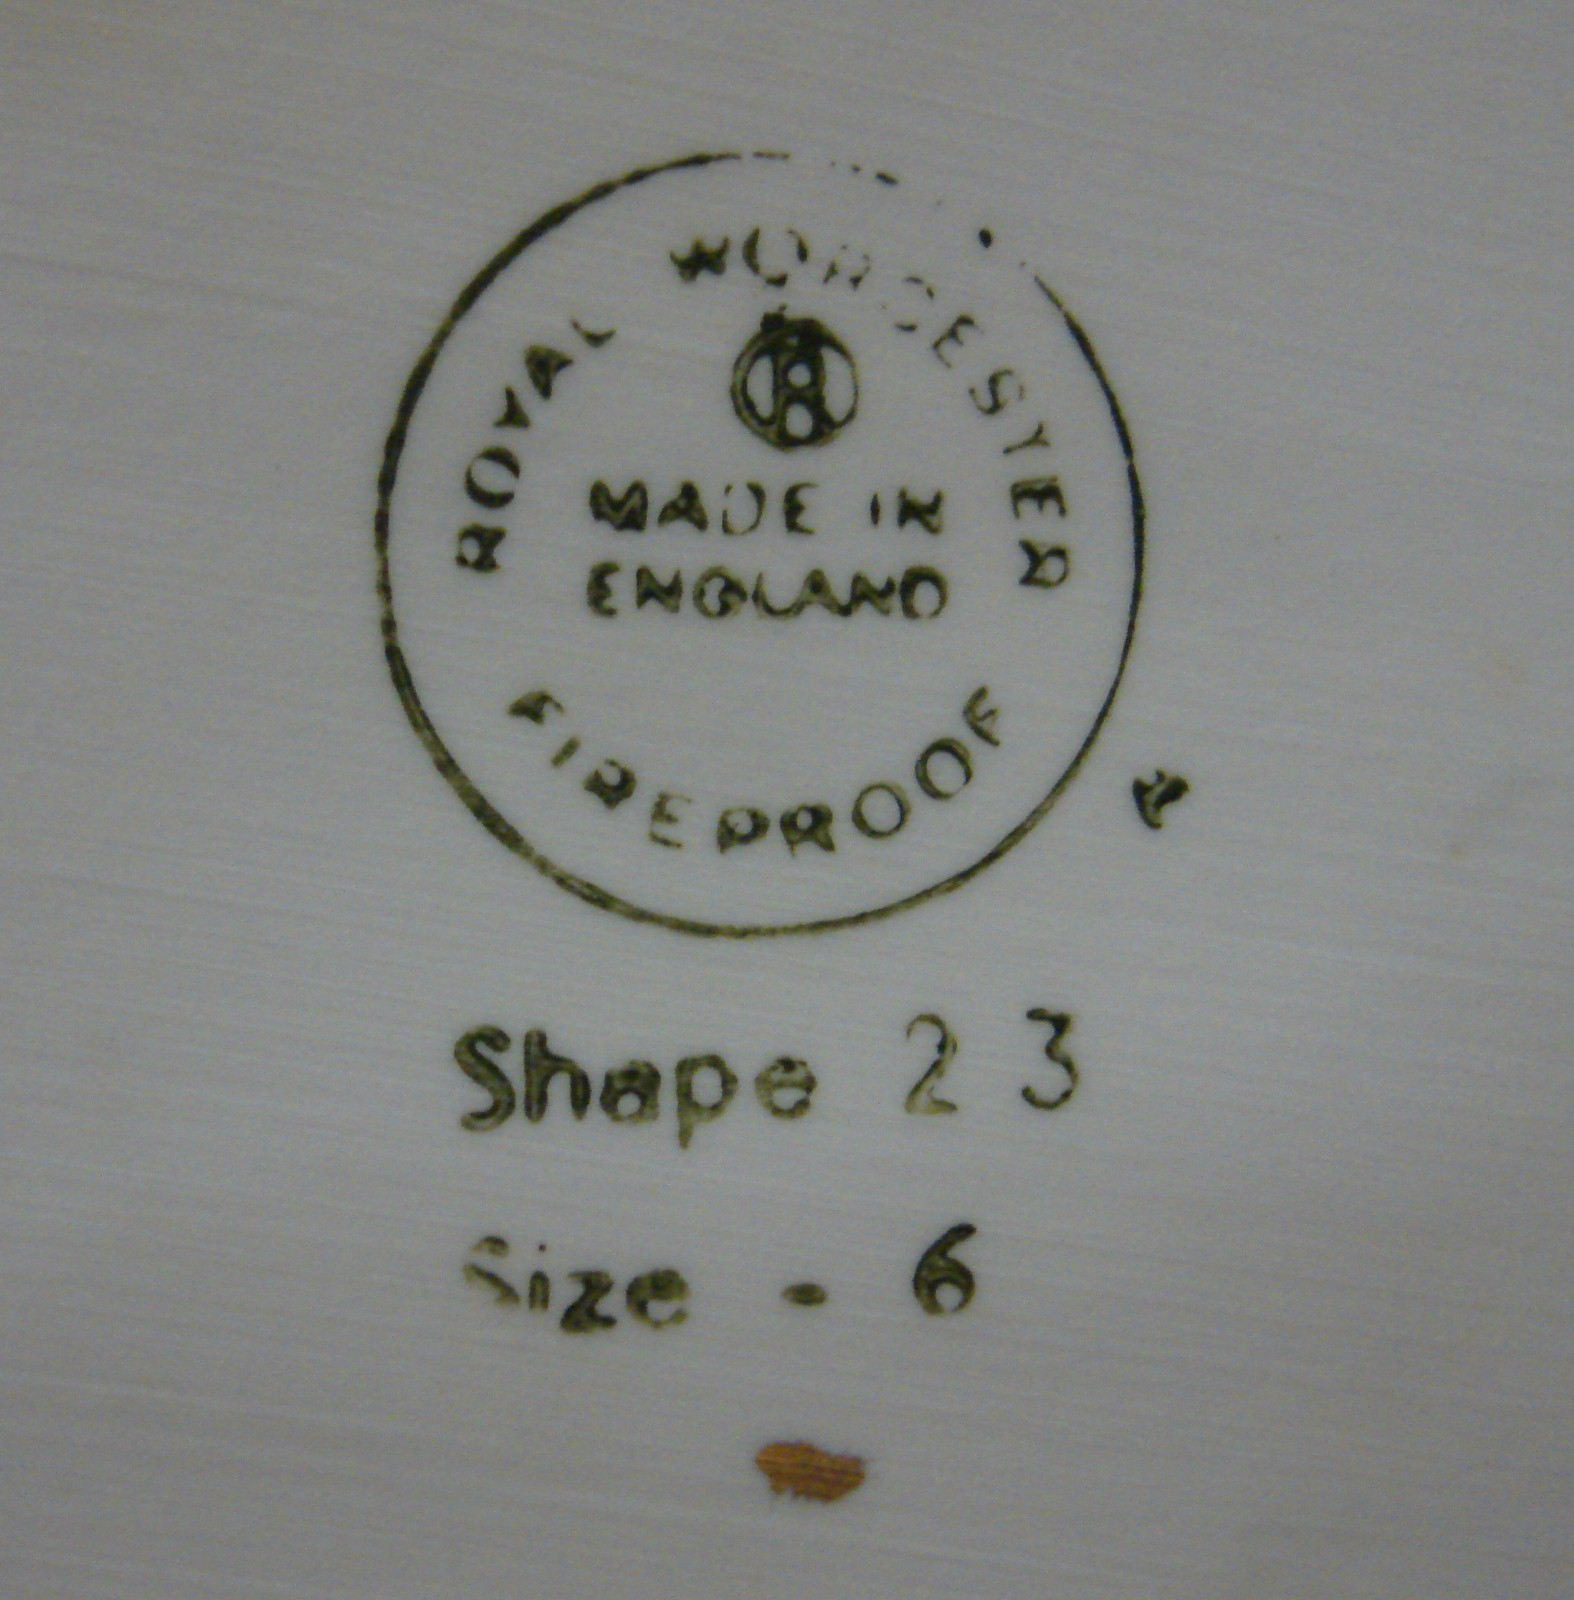 ROYAL WORCESTER
MADE IN
ENGLAND
FIREPROOF
Shape 23
Size - 6